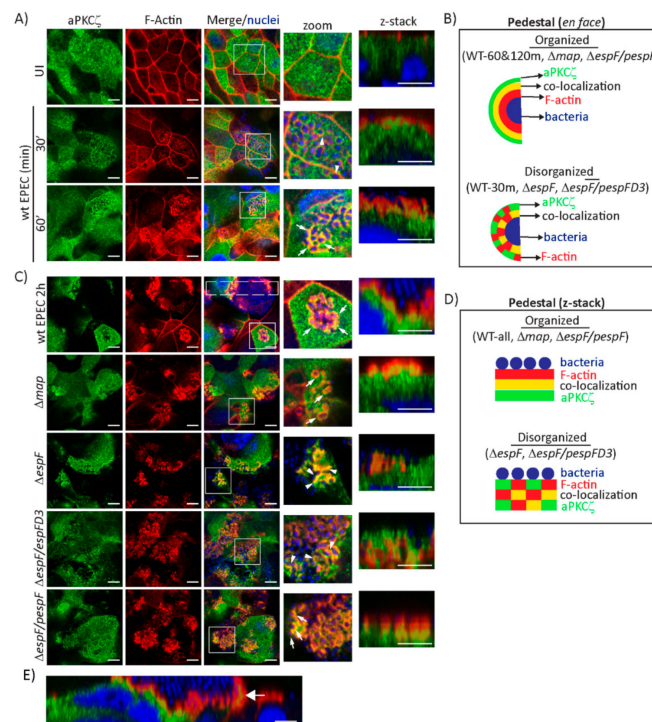 A)
aPKCζ F-Actin Merge/nuclei zoom z-stack
UI
wt EPEC (min)
30'
60'
B)
Pedestal (en face)
Organized
(WT-60&120m, Δmap, ΔespF/pespF
aPKCζ
co-localization
F-actin
bacteria
Disorganized
(WT-30m, ΔespF, ΔespF/pespFD3)
aPKCζ
co-localization
bacteria
F-actin
C)
wt EPEC 2h
Δmap
ΔespF
ΔespF/espFD3
ΔespF/pespF
D)
Pedestal (z-stack)
Organized
(WT-all, Δmap, ΔespF/pespF)
bacteria
F-actin
co-localization
aPKCζ
Disorganized
(ΔespF, ΔespF/pespFD3)
bacteria
F-actin
co-localization
aPKCζ
E)